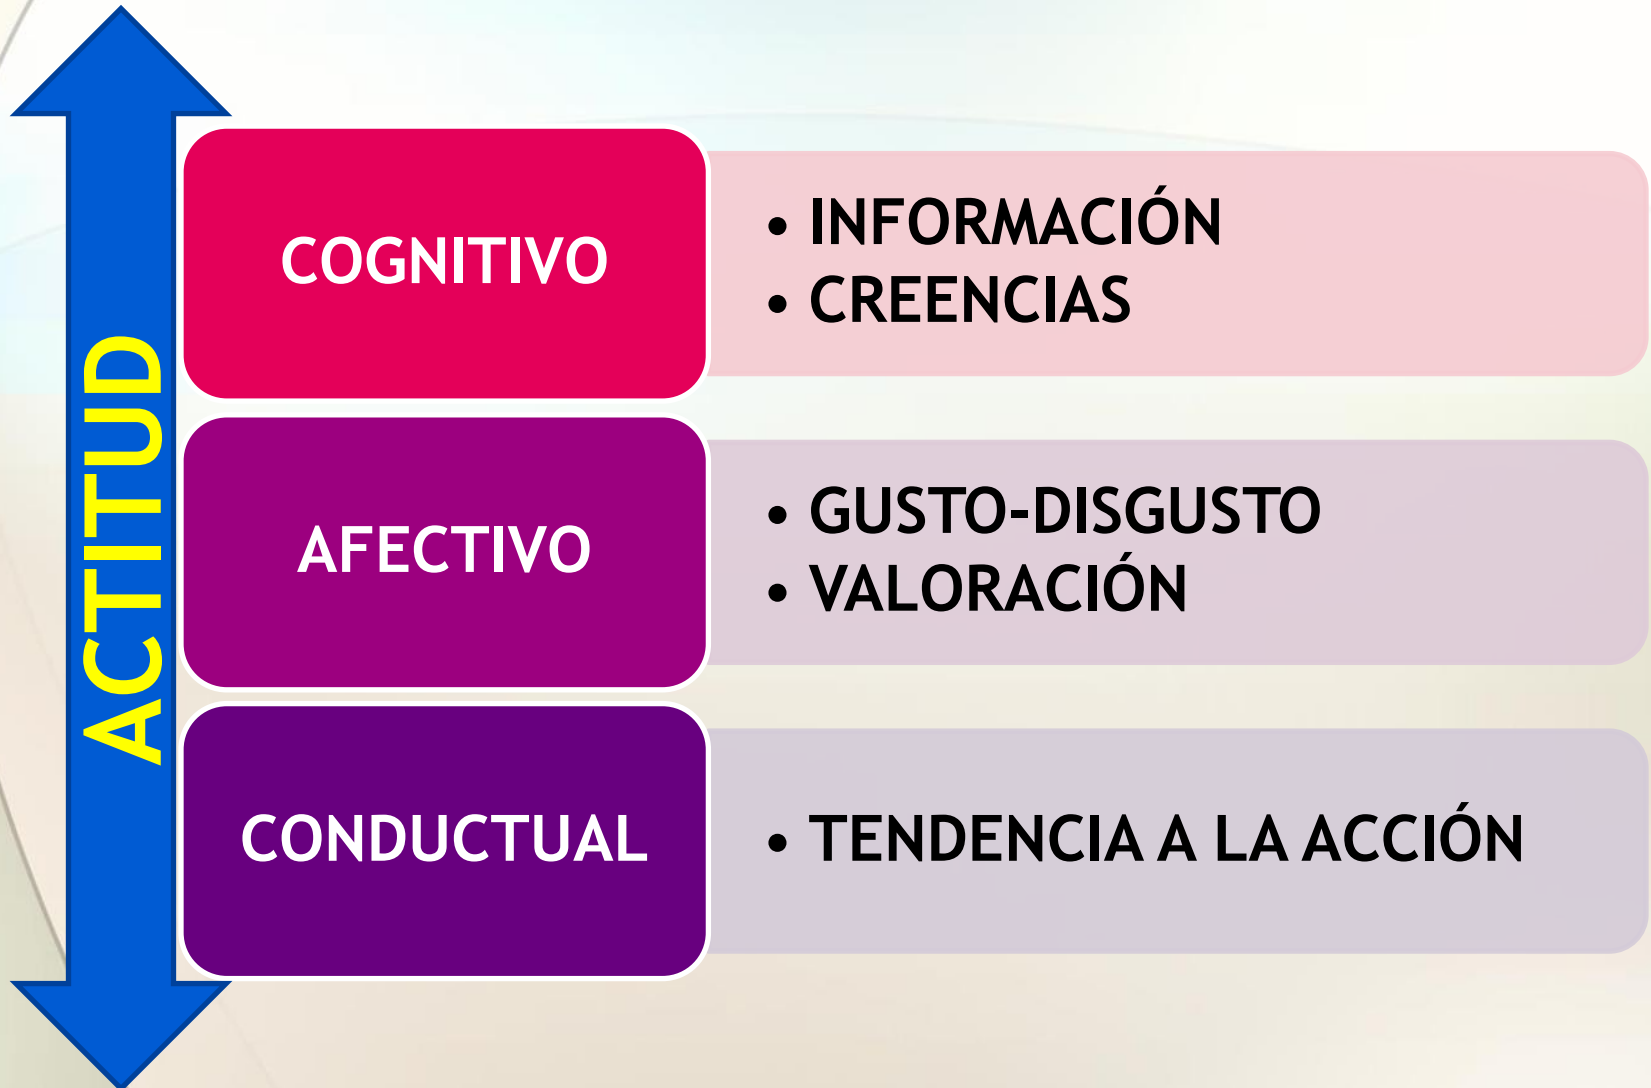 ACTITUD
COGNITIVO
• INFORMACIÓN
• CREENCIAS
AFECTIVO
• GUSTO-DISGUSTO
• VALORACIÓN
CONDUCTUAL
• TENDENCIA A LA ACCIÓN